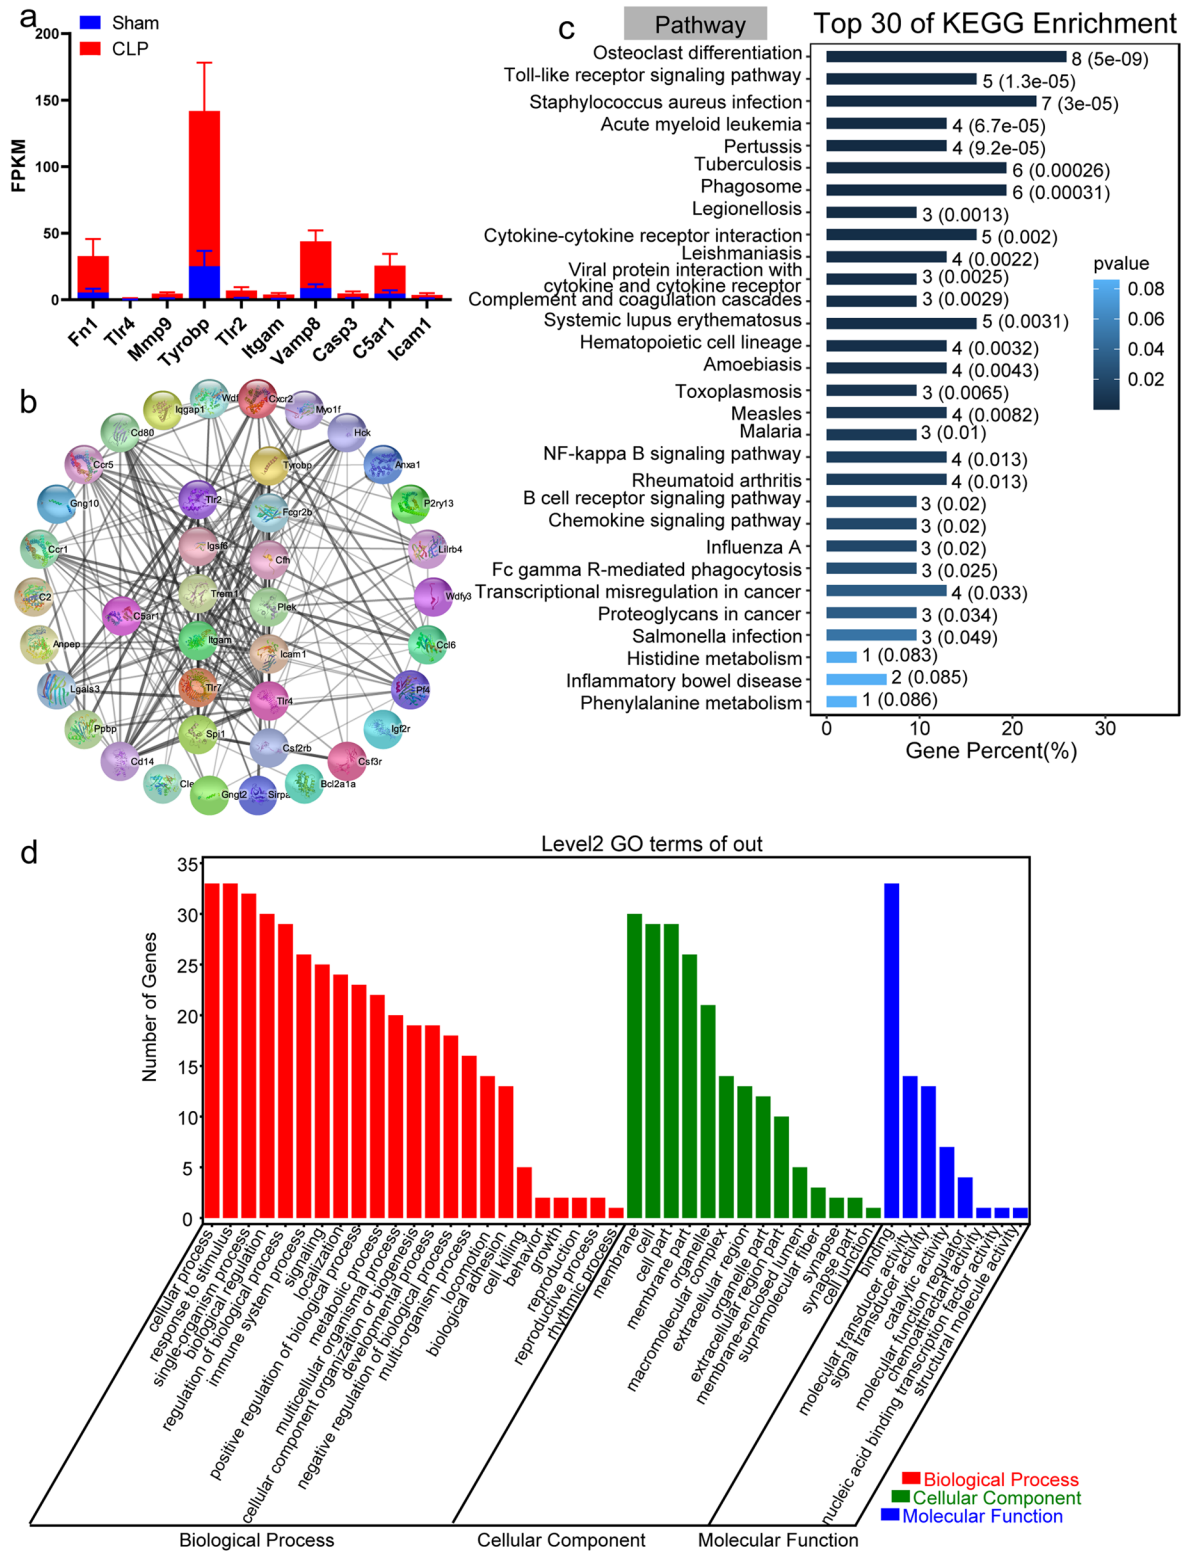 a
Sham
CLP
FPKM
200
150
100
50
0
Fn1
Tlr4
Mmp9
Tyrobp
Tlr2
Itgam
Vamp8
Casp3
C5ar1
Icam1
b
Iqgap1
Wdf
Cxcr2
Myo1f
Cd80
Hck
Ccr5
Tyrobp
Anxa1
Gng10
Tlr2
Fcgr2b
P2ry13
Ccr1
Igsf6
Cfh
Lilrb4
C2
Trem1
Plek
Wdfy3
C5ar1
Anpep
Itgam
Icam1
Ccl6
Lgals3
Tlr7
Tlr4
Pf4
Ppbp
Spi1
Csf2rb
Igf2r
Cd14
Csf3r
Cle
Gngt2
Sirpa
Bcl2a1a
c
Pathway
Top 30 of KEGG Enrichment
Osteoclast differentiation 8 (5e-09)
Toll-like receptor signaling pathway 5 (1.3e-05)
Staphylococcus aureus infection 7 (3e-05)
Acute myeloid leukemia 4 (6.7e-05)
Pertussis 4 (9.2e-05)
Tuberculosis 6 (0.00026)
Phagosome 6 (0.00031)
Legionellosis 3 (0.0013)
Cytokine-cytokine receptor interaction 5 (0.002)
Leishmaniasis 4 (0.0022)
Viral protein interaction with
cytokine and cytokine receptor 3 (0.0025)
Complement and coagulation cascades 3 (0.0029)
Systemic lupus erythematosus 5 (0.0031)
Hematopoietic cell lineage 4 (0.0032)
Amoebiasis 4 (0.0043)
Toxoplasmosis 3 (0.0065)
Measles 4 (0.0082)
Malaria 3 (0.01)
NF-kappa B signaling pathway 4 (0.013)
Rheumatoid arthritis 4 (0.013)
B cell receptor signaling pathway 3 (0.02)
Chemokine signaling pathway 3 (0.02)
Influenza A 3 (0.02)
Fc gamma R-mediated phagocytosis 3 (0.025)
Transcriptional misregulation in cancer 4 (0.033)
Proteoglycans in cancer 3 (0.034)
Salmonella infection 3 (0.049)
Histidine metabolism 1 (0.083)
Inflammatory bowel disease 2 (0.085)
Phenylalanine metabolism 1 (0.086)
0 10 20 30
Gene Percent(%)
pvalue
0.08
0.06
0.04
0.02
d
Level2 GO terms of out
Number of Genes
35
30
25
20
15
10
5
0
cellular process
response to stimulus
single-organism process
biological regulation
regulation of biological process
immune system process
signaling
localization
positive regulation of biological process
metabolic process
multicellular organismal process
cellular component organization or biogenesis
developmental process
negative regulation of biological process
multi-organism process
locomotion
biological adhesion
cell killing
behavior
growth
reproduction
reproductive process
rhythmic process
membrane
cell
cell part
membrane part
organelle
macromolecular complex
extracellular region
organelle part
extracellular region part
membrane-enclosed lumen
supramolecular fiber
synapse
synapse part
cell junction
binding
molecular transducer activity
signal transducer activity
catalytic activity
molecular function regulator
chemoattractant activity
nucleic acid binding transcription factor activity
structural molecule activity
Biological Process
Cellular Component
Molecular Function
Biological Process
Cellular Component
Molecular Function